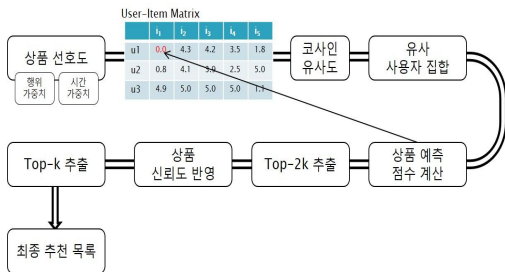 User-Item Matrix
i₁ i₂ i₃ i₄ i₅
u1 0.0 4.3 4.2 3.5 1.8
u2 0.8 4.1 3.9 2.5 5.0
u3 4.9 5.0 5.0 5.0 1.1
상품 선호도
행위
가중치
시간
가중치
코사인
유사도
유사
사용자 집합
Top-k 추출
상품
신뢰도 반영
Top-2k 추출
상품 예측
점수 계산
최종 추천 목록